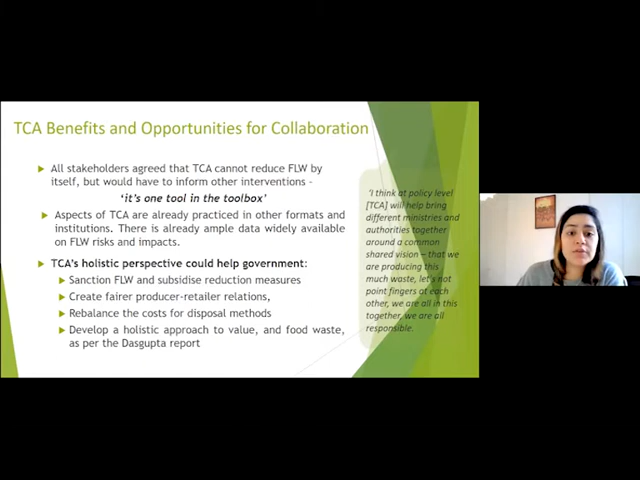 TCA Benefits and Opportunities for Collaboration
All stakeholders agreed that TCA cannot reduce FLW by
itself, but would have to inform other interventions –
‘it’s one tool in the toolbox’
Aspects of TCA are already practiced in other formats and
institutions. There is already ample data widely available
on FLW risks and impacts.
TCA’s holistic perspective could help government:
Sanction FLW and subsidise reduction measures
Create fairer producer-retailer relations,
Rebalance the costs for disposal methods
Develop a holistic approach to value, and food waste,
as per the Dasgupta report
‘I think at policy level
[TCA] will help bring
different ministries and
authorities together
around a common
shared vision – that we
are producing this
much waste, let’s not
point fingers at each
other, we are all in this
together, we are all
responsible.